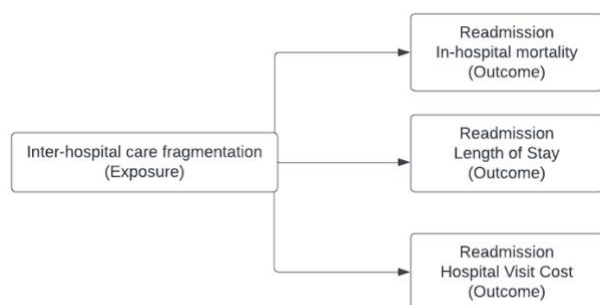 Readmission
In-hospital mortality
(Outcome)
Inter-hospital care fragmentation
(Exposure)
Readmission
Length of Stay
(Outcome)
Readmission
Hospital Visit Cost
(Outcome)